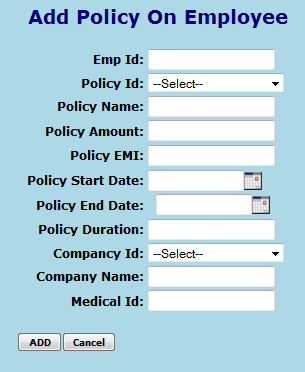 Add Policy On Employee
Emp Id:
Policy Id: --Select--
Policy Name:
Policy Amount:
Policy EMI:
Policy Start Date:
Policy End Date:
Policy Duration:
Compancy Id: --Select--
Company Name:
Medical Id:
ADD Cancel